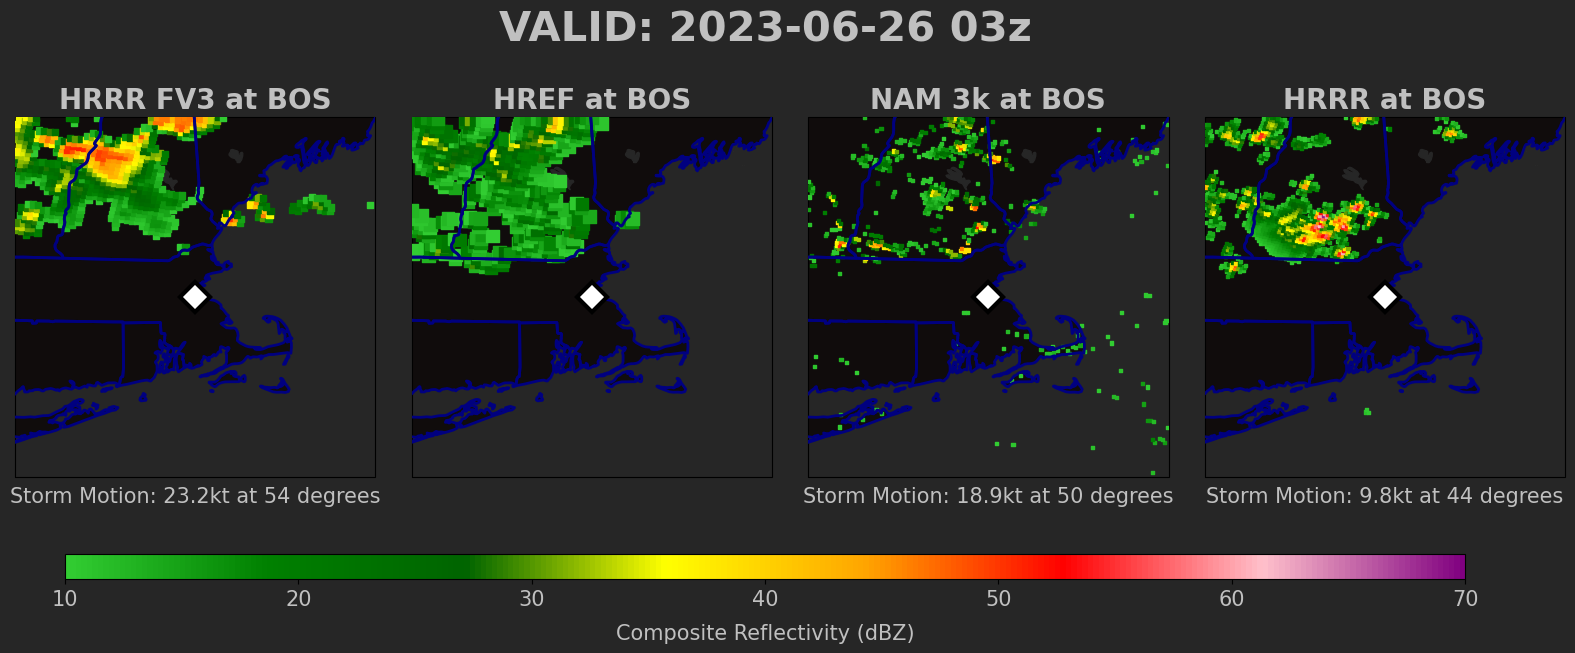 VALID: 2023-06-26 03z
HRRR FV3 at BOS
HREF at BOS
NAM 3k at BOS
HRRR at BOS
Storm Motion: 23.2kt at 54 degrees
Storm Motion: 18.9kt at 50 degrees
Storm Motion: 9.8kt at 44 degrees
10 20 30 40 50 60 70
Composite Reflectivity (dBZ)